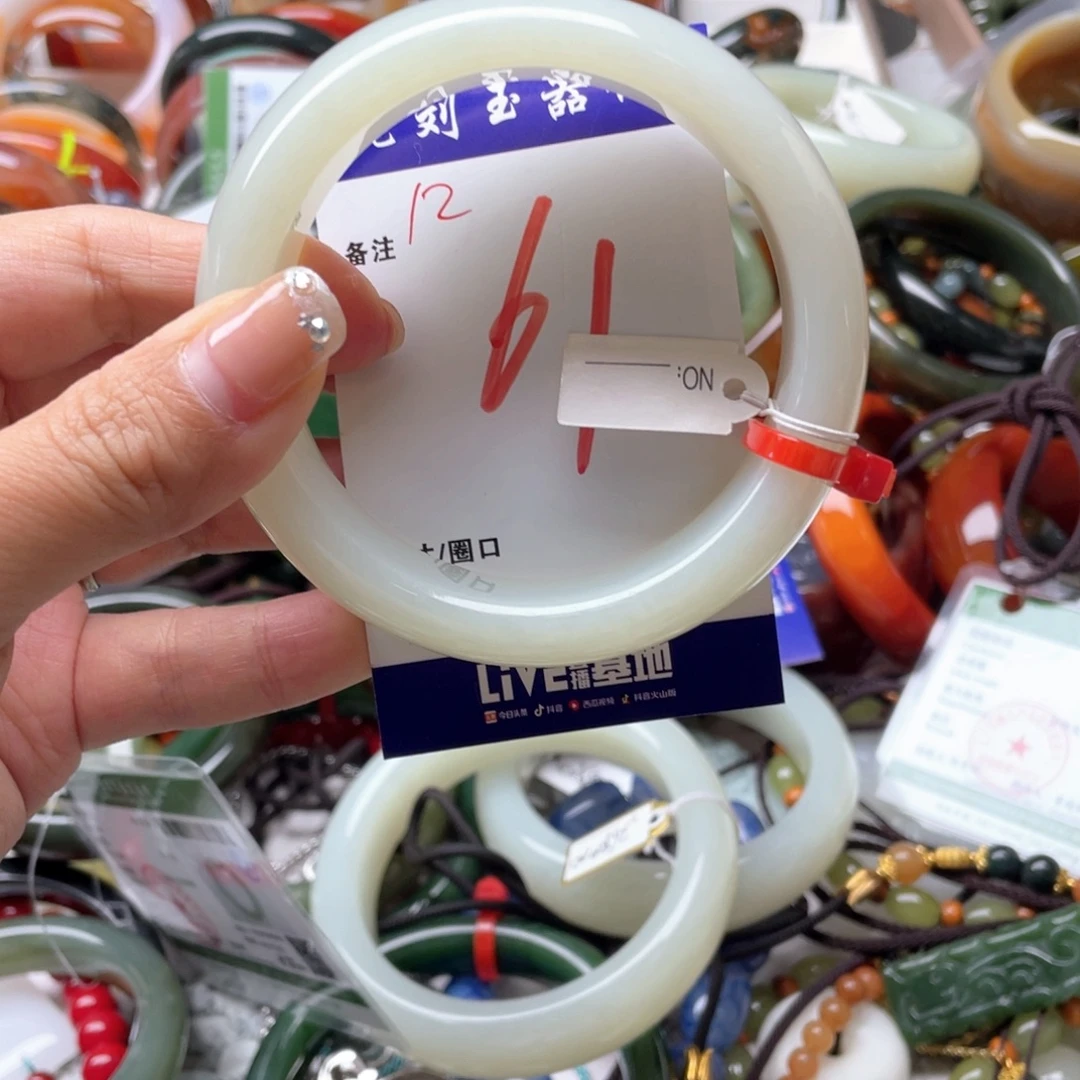 刻玉器
12
备注
61
NO:
寸/圈口
LIVE直播基地
今日头条 抖音 西瓜视频 抖音火山版